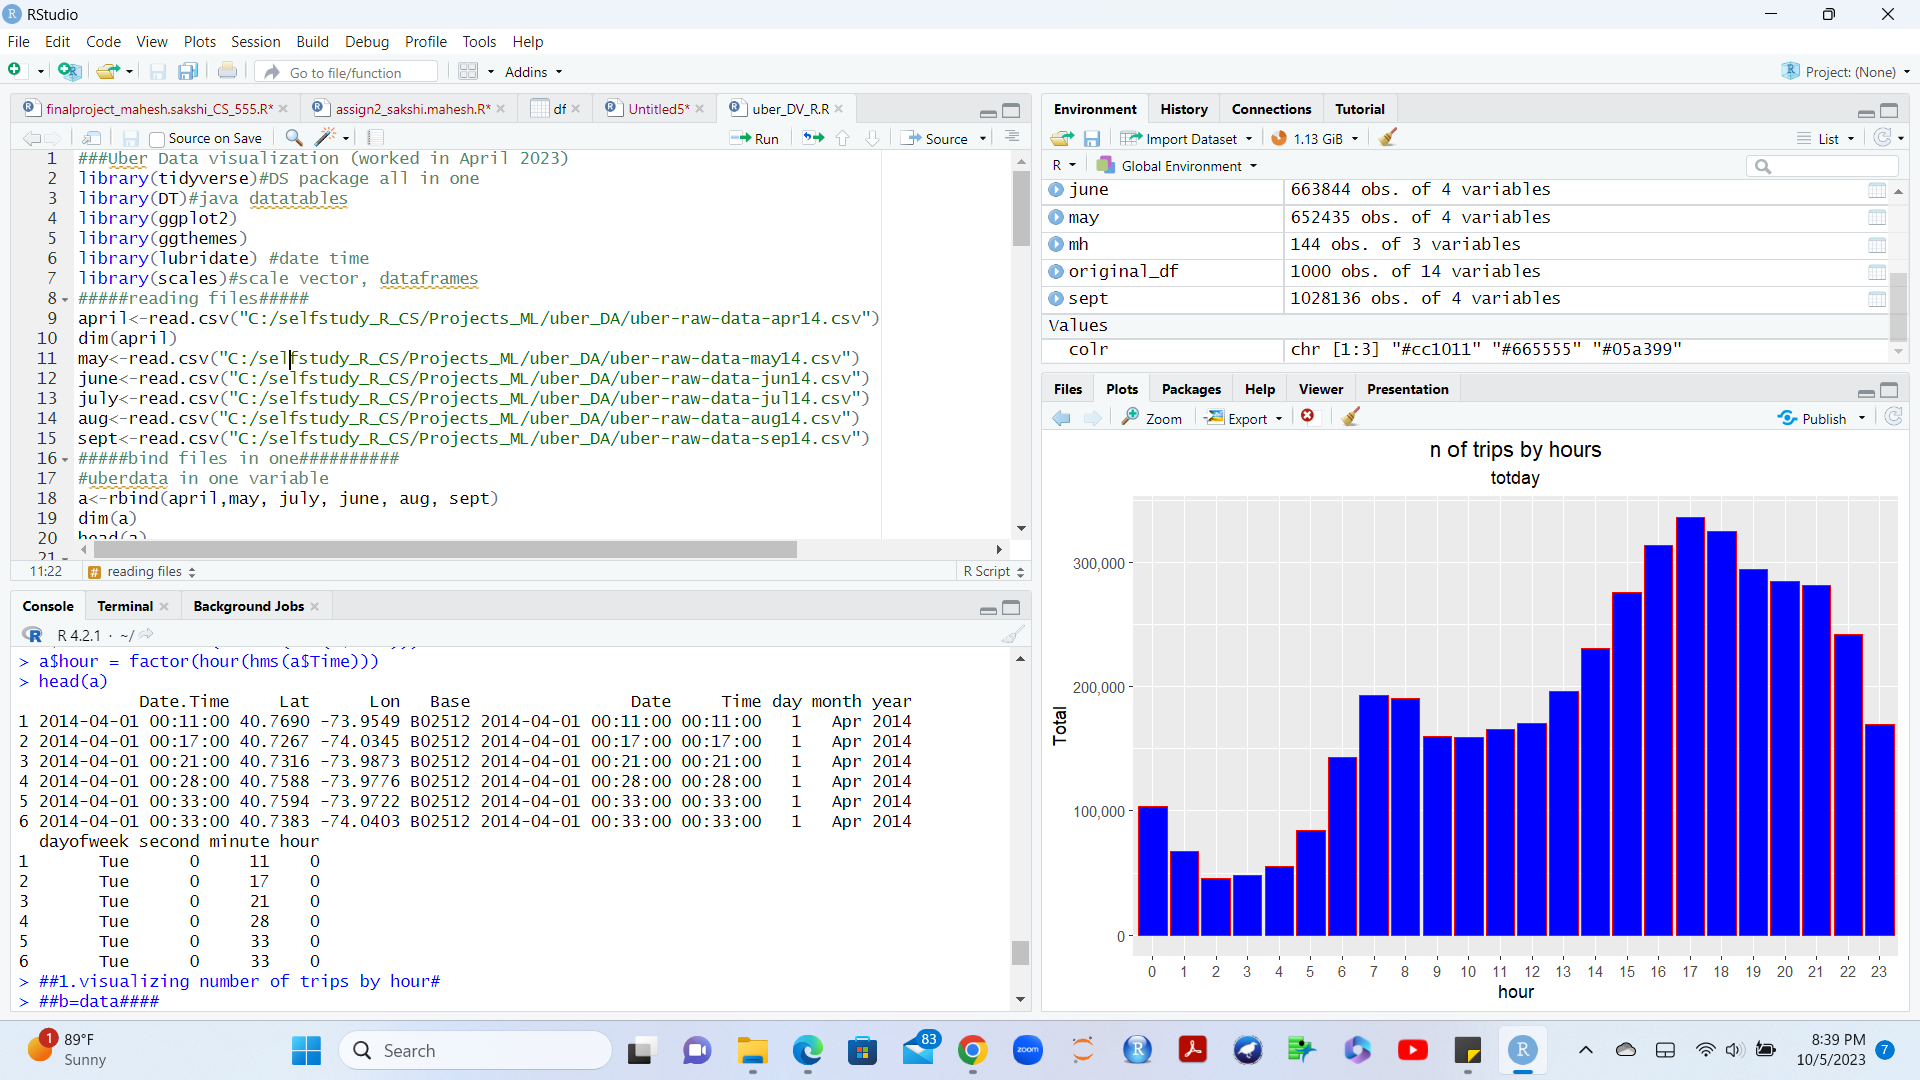 RStudio
File Edit Code View Plots Session Build Debug Profile Tools Help
Go to file/function Addins Project: (None)
finalproject_mahesh.sakshi_CS_555.R* assign2_sakshi.mahesh.R* df Untitled5* uber_DV_R.R
Source on Save Run Source
1 ###Uber Data visualization (worked in April 2023)
2 library(tidyverse)#DS package all in one
3 library(DT)#java datatables
4 library(ggplot2)
5 library(ggthemes)
6 library(lubridate) #date time
7 library(scales)#scale vector, dataframes
8 #####reading files#####
9 april<-read.csv("C:/selfstudy_R_CS/Projects_ML/uber_DA/uber-raw-data-apr14.csv")
10 dim(april)
11 may<-read.csv("C:/selfstudy_R_CS/Projects_ML/uber_DA/uber-raw-data-may14.csv")
12 june<-read.csv("C:/selfstudy_R_CS/Projects_ML/uber_DA/uber-raw-data-jun14.csv")
13 july<-read.csv("C:/selfstudy_R_CS/Projects_ML/uber_DA/uber-raw-data-jul14.csv")
14 aug<-read.csv("C:/selfstudy_R_CS/Projects_ML/uber_DA/uber-raw-data-aug14.csv")
15 sept<-read.csv("C:/selfstudy_R_CS/Projects_ML/uber_DA/uber-raw-data-sep14.csv")
16 #####bind files in one##########
17 #uberdata in one variable
18 a<-rbind(april,may, july, june, aug, sept)
19 dim(a)
20 head(a)
21
11:22 # reading files R Script
Console Terminal Background Jobs
R 4.2.1 · ~/
> a$hour = factor(hour(hms(a$Time)))
> head(a)
Date.Time Lat Lon Base Date Time day month year
1 2014-04-01 00:11:00 40.7690 -73.9549 B02512 2014-04-01 00:11:00 00:11:00 1 Apr 2014
2 2014-04-01 00:17:00 40.7267 -74.0345 B02512 2014-04-01 00:17:00 00:17:00 1 Apr 2014
3 2014-04-01 00:21:00 40.7316 -73.9873 B02512 2014-04-01 00:21:00 00:21:00 1 Apr 2014
4 2014-04-01 00:28:00 40.7588 -73.9776 B02512 2014-04-01 00:28:00 00:28:00 1 Apr 2014
5 2014-04-01 00:33:00 40.7594 -73.9722 B02512 2014-04-01 00:33:00 00:33:00 1 Apr 2014
6 2014-04-01 00:33:00 40.7383 -74.0403 B02512 2014-04-01 00:33:00 00:33:00 1 Apr 2014
dayofweek second minute hour
1 Tue 0 11 0
2 Tue 0 17 0
3 Tue 0 21 0
4 Tue 0 28 0
5 Tue 0 33 0
6 Tue 0 33 0
> ##1.visualizing number of trips by hour#
> ##b=data####
Environment History Connections Tutorial
Import Dataset 1.13 GiB List
R Global Environment
june 663844 obs. of 4 variables
may 652435 obs. of 4 variables
mh 144 obs. of 3 variables
original_df 1000 obs. of 14 variables
sept 1028136 obs. of 4 variables
Values
colr chr [1:3] "#cc1011" "#665555" "#05a399"
Files Plots Packages Help Viewer Presentation
Zoom Export Publish
n of trips by hours
totday
300,000
200,000
100,000
0
Total
0 1 2 3 4 5 6 7 8 9 10 11 12 13 14 15 16 17 18 19 20 21 22 23
hour
1 89°F
Sunny
Search
83
zoom
8:39 PM
10/5/2023
7